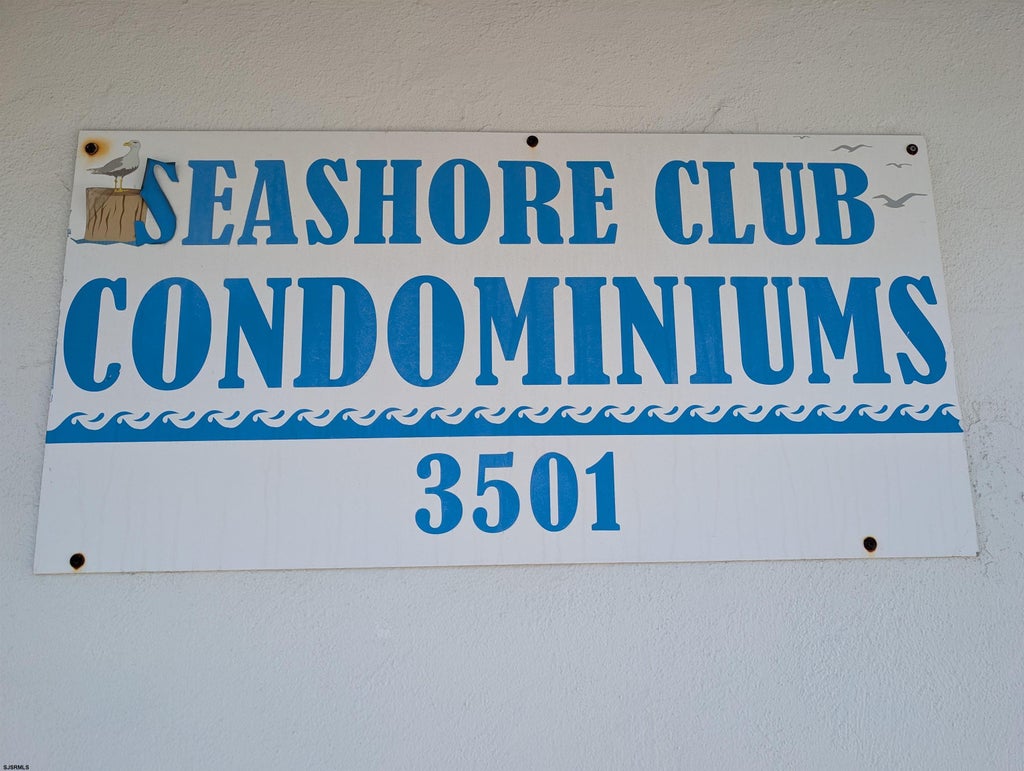 SEASHORE CLUB
CONDOMINIUMS
3501
SJSRMLS